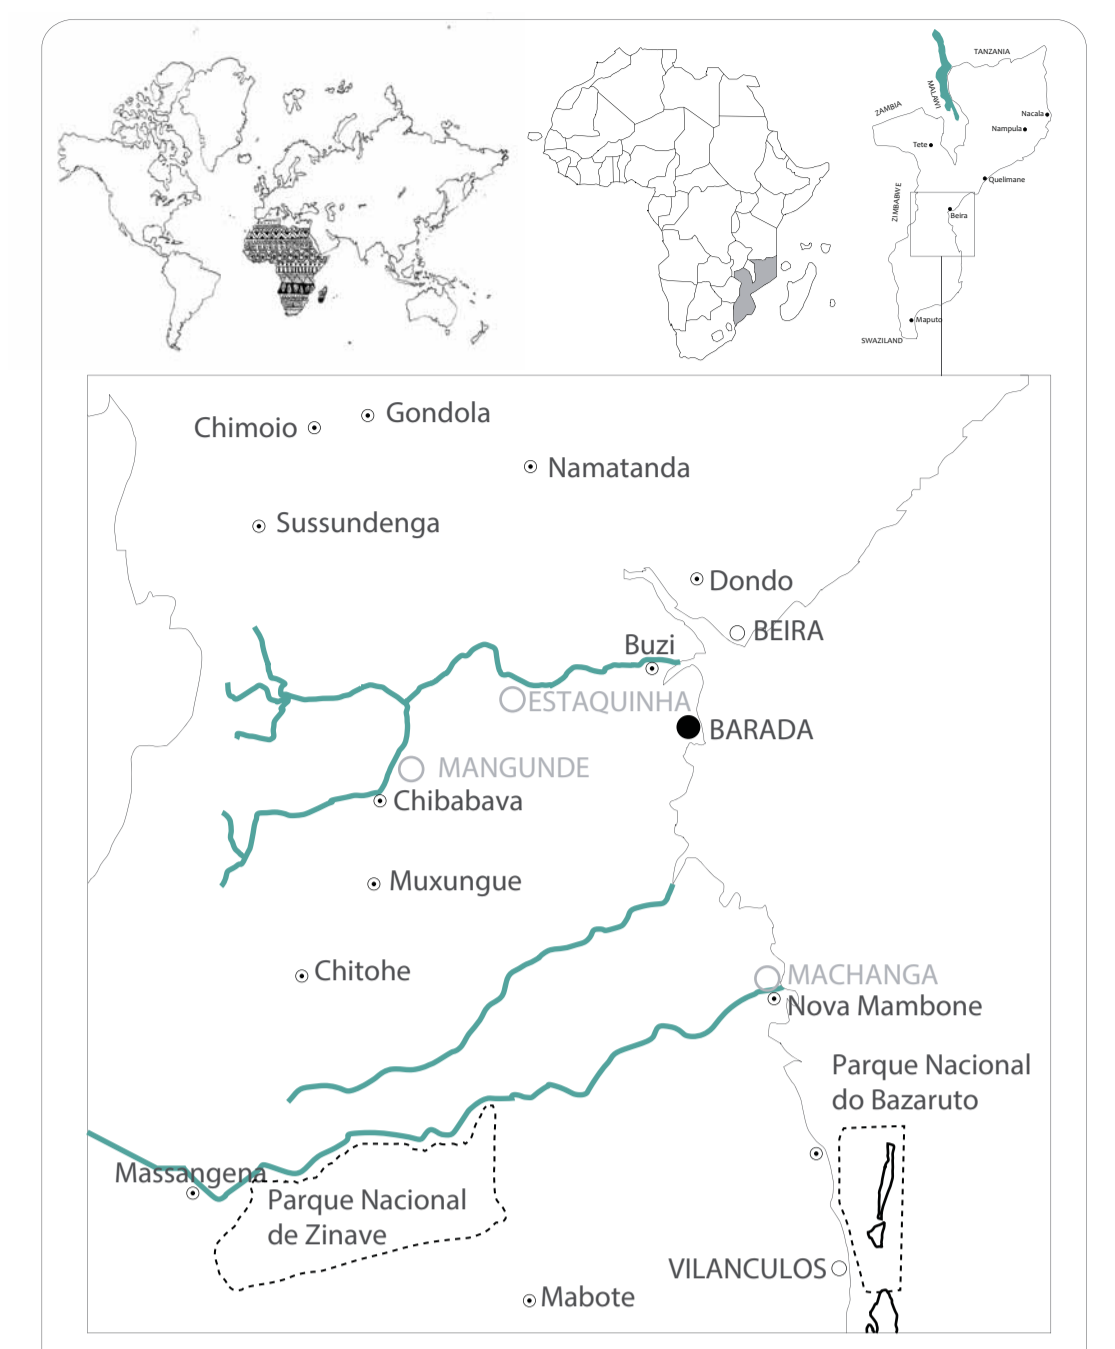 TANZANIA
MALAWI
ZAMBIA
Nacala
Nampula
Tete
Quelimane
ZIMBABWE
Beira
Maputo
SWAZILAND
Gondola
Chimoio
Namatanda
Sussundenga
Dondo
BEIRA
Buzi
ESTAQUINHA
BARADA
MANGUNDE
Chibabava
Muxungue
Chitohe
MACHANGA
Nova Mambone
Parque Nacional
do Bazaruto
Massangena
Parque Nacional
de Zinave
VILANCULOS
Mabote